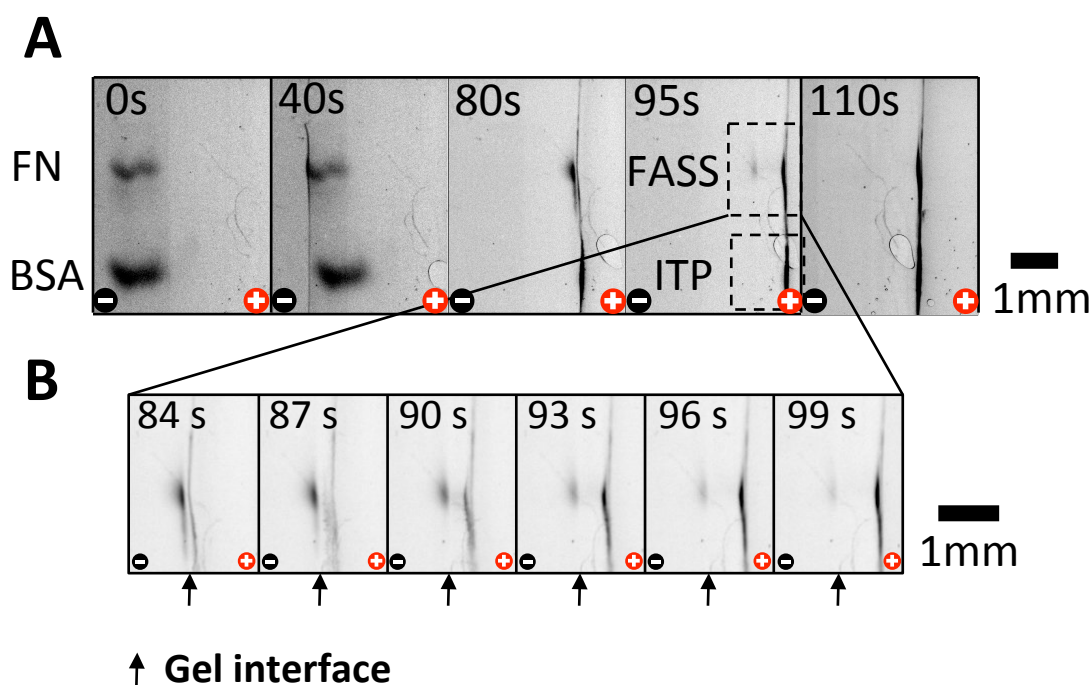 A
0s 40s 80s 95s 110s
FN
FASS
BSA
ITP
1mm
B
84 s 87 s 90 s 93 s 96 s 99 s
1mm
Gel interface